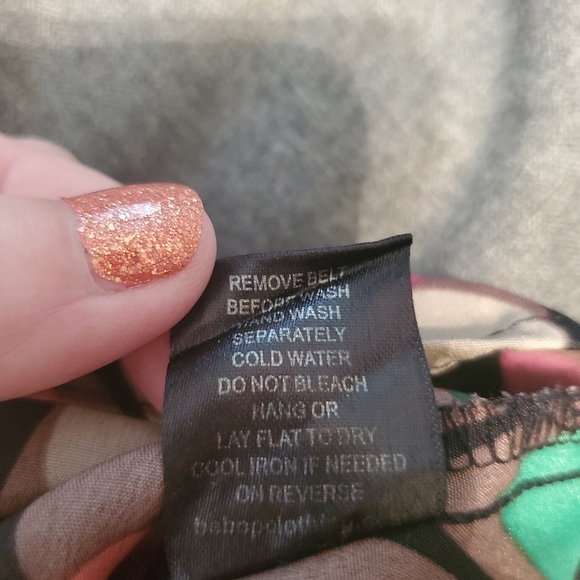 REMOVE BELT
BEFORE WASH
HAND WASH
SEPARATELY
COLD WATER
DO NOT BLEACH
HANG OR
LAY FLAT TO DRY
COOL IRON IF NEEDED
ON REVERSE